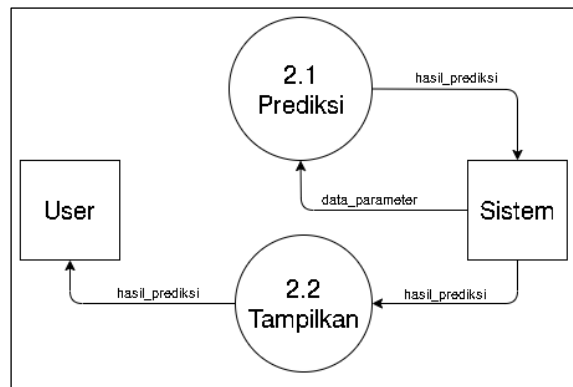 2.1
Prediksi
hasil_prediksi
User
data_parameter
Sistem
2.2
Tampilkan
hasil_prediksi
hasil_prediksi